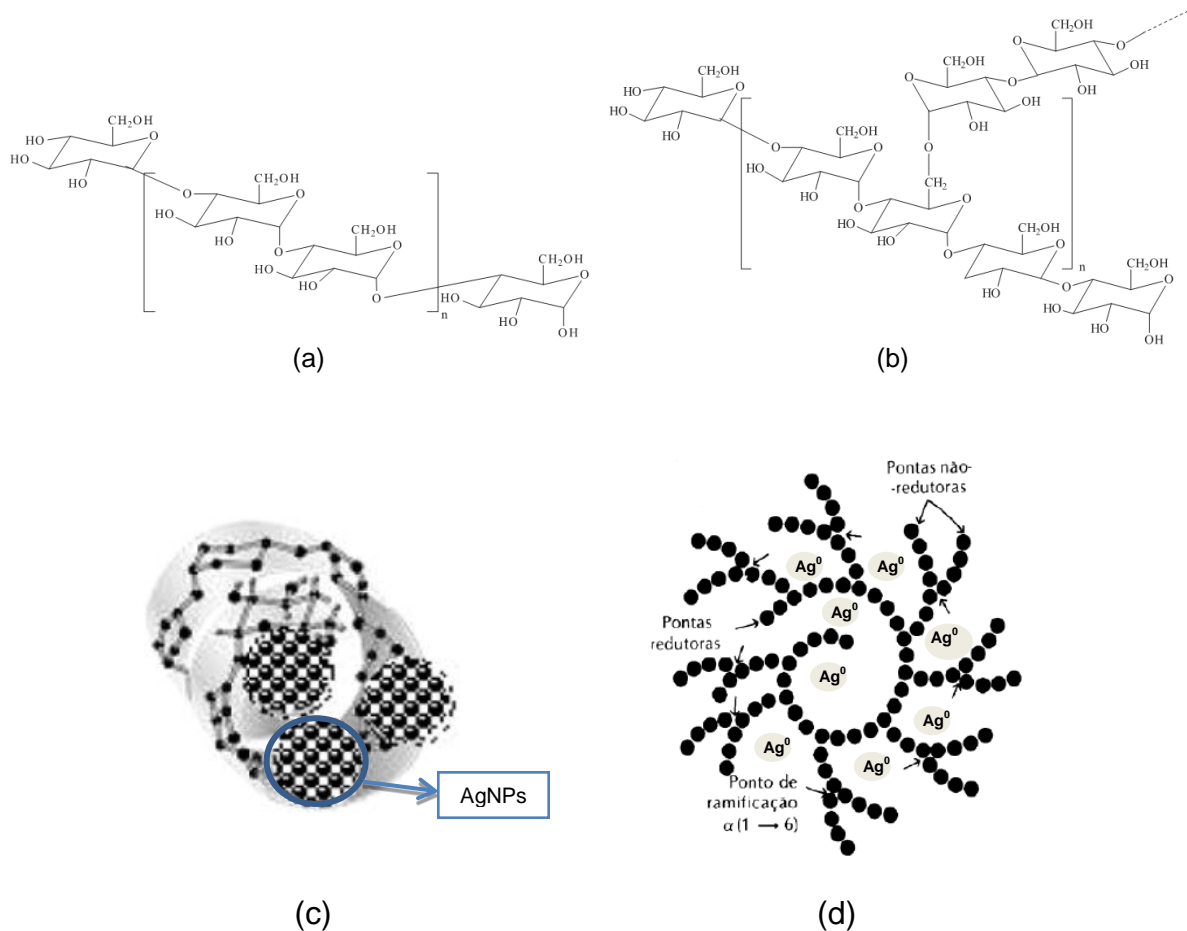 CH₂OH
HO
O
HO
HO
CH₂OH
O
HO
O
CH₂OH
O
HO
O
CH₂OH
O
HO
O
n
HO
HO
OH
(a)
CH₂OH
HO
O
HO
HO
CH₂OH
O
O
HO
HO
O
CH₂OH
O
OH
OH
CH₂OH
O
O
OH
OH
O
CH₂
O
O
HO
HO
O
CH₂OH
O
OH
O
n
CH₂OH
O
HO
HO
OH
(b)
AgNPs
(c)
Pontas não-
-redutoras
Ag⁰
Ag⁰
Ag⁰
Pontas
redutoras
Ag⁰
Ag⁰
Ag⁰
Ag⁰
Ag⁰
Ponto de
ramificação
α (1 → 6)
(d)